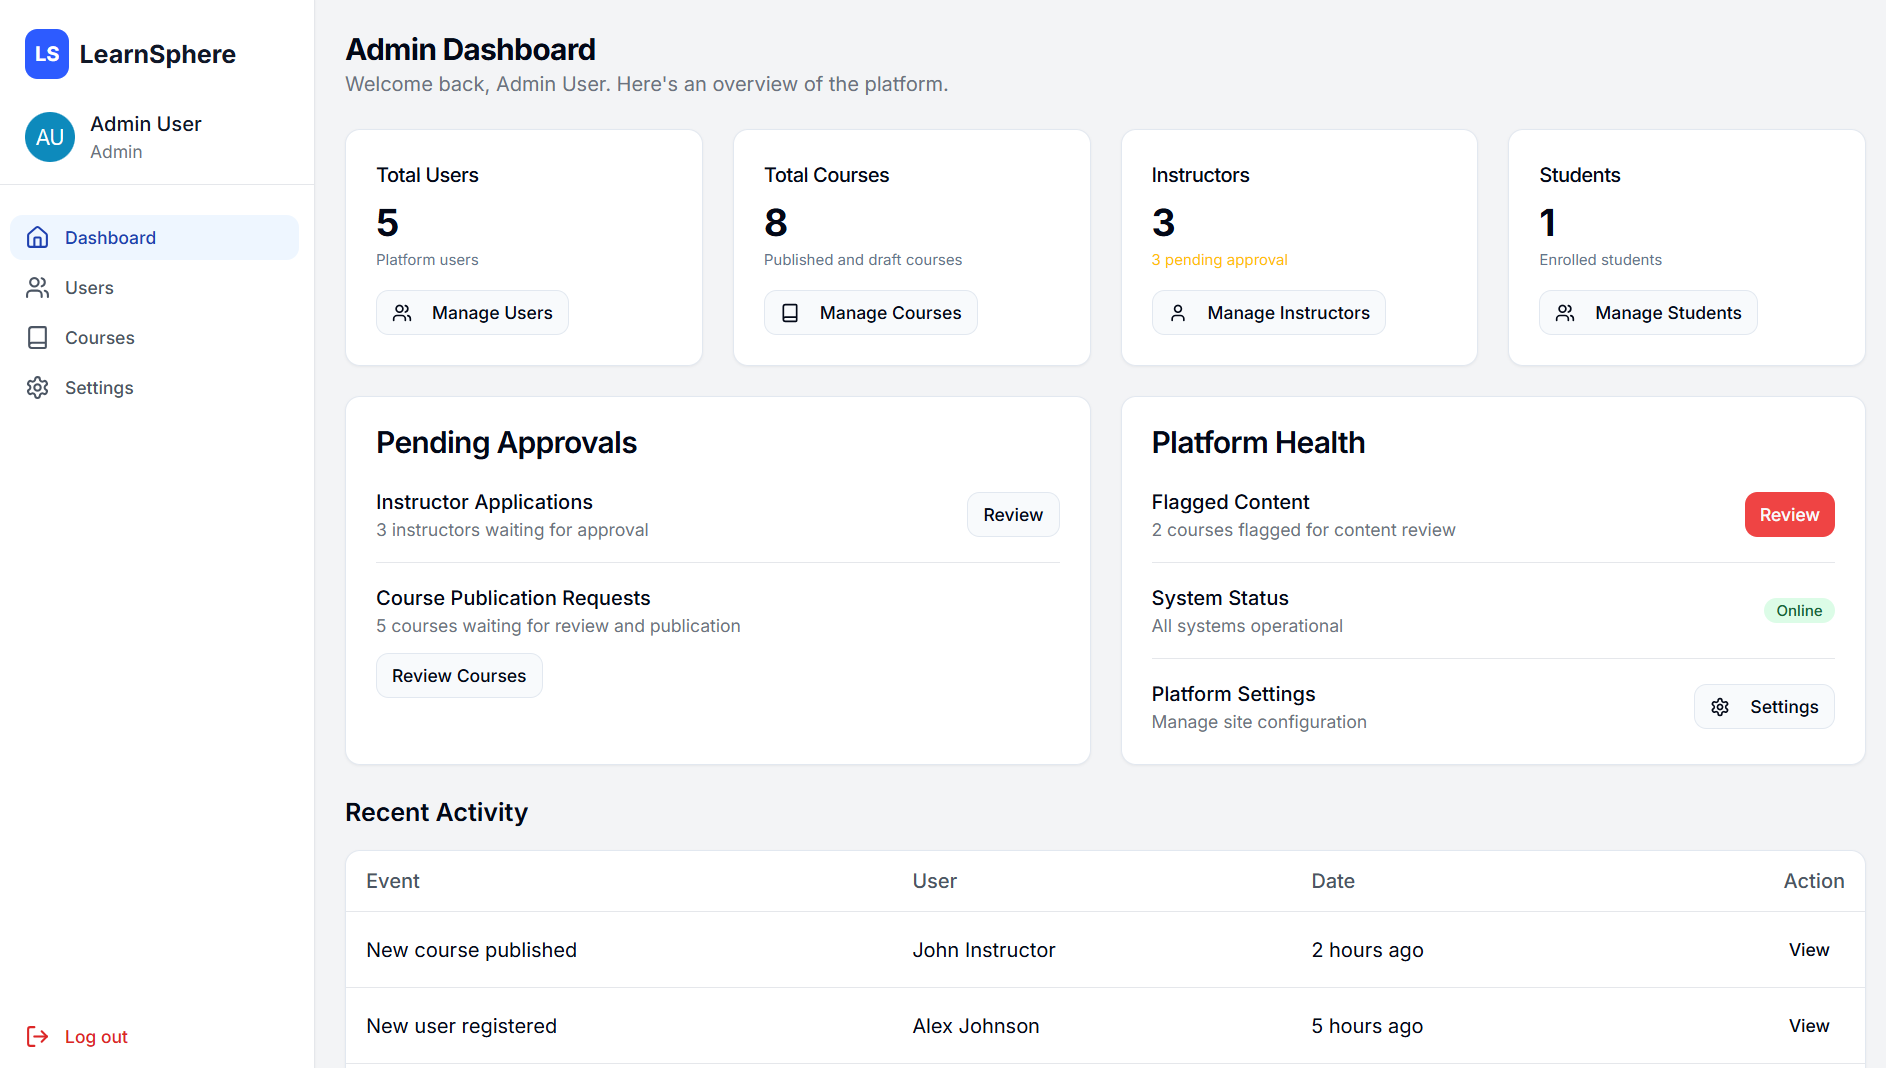 LS LearnSphere
AU
Admin User
Admin
Dashboard
Users
Courses
Settings
Log out
Admin Dashboard
Welcome back, Admin User. Here's an overview of the platform.
Total Users
5
Platform users
Manage Users
Total Courses
8
Published and draft courses
Manage Courses
Instructors
3
3 pending approval
Manage Instructors
Students
1
Enrolled students
Manage Students
Pending Approvals
Instructor Applications
3 instructors waiting for approval
Review
Course Publication Requests
5 courses waiting for review and publication
Review Courses
Platform Health
Flagged Content
2 courses flagged for content review
Review
System Status
All systems operational
Online
Platform Settings
Manage site configuration
Settings
Recent Activity
Event User Date Action
New course published John Instructor 2 hours ago View
New user registered Alex Johnson 5 hours ago View